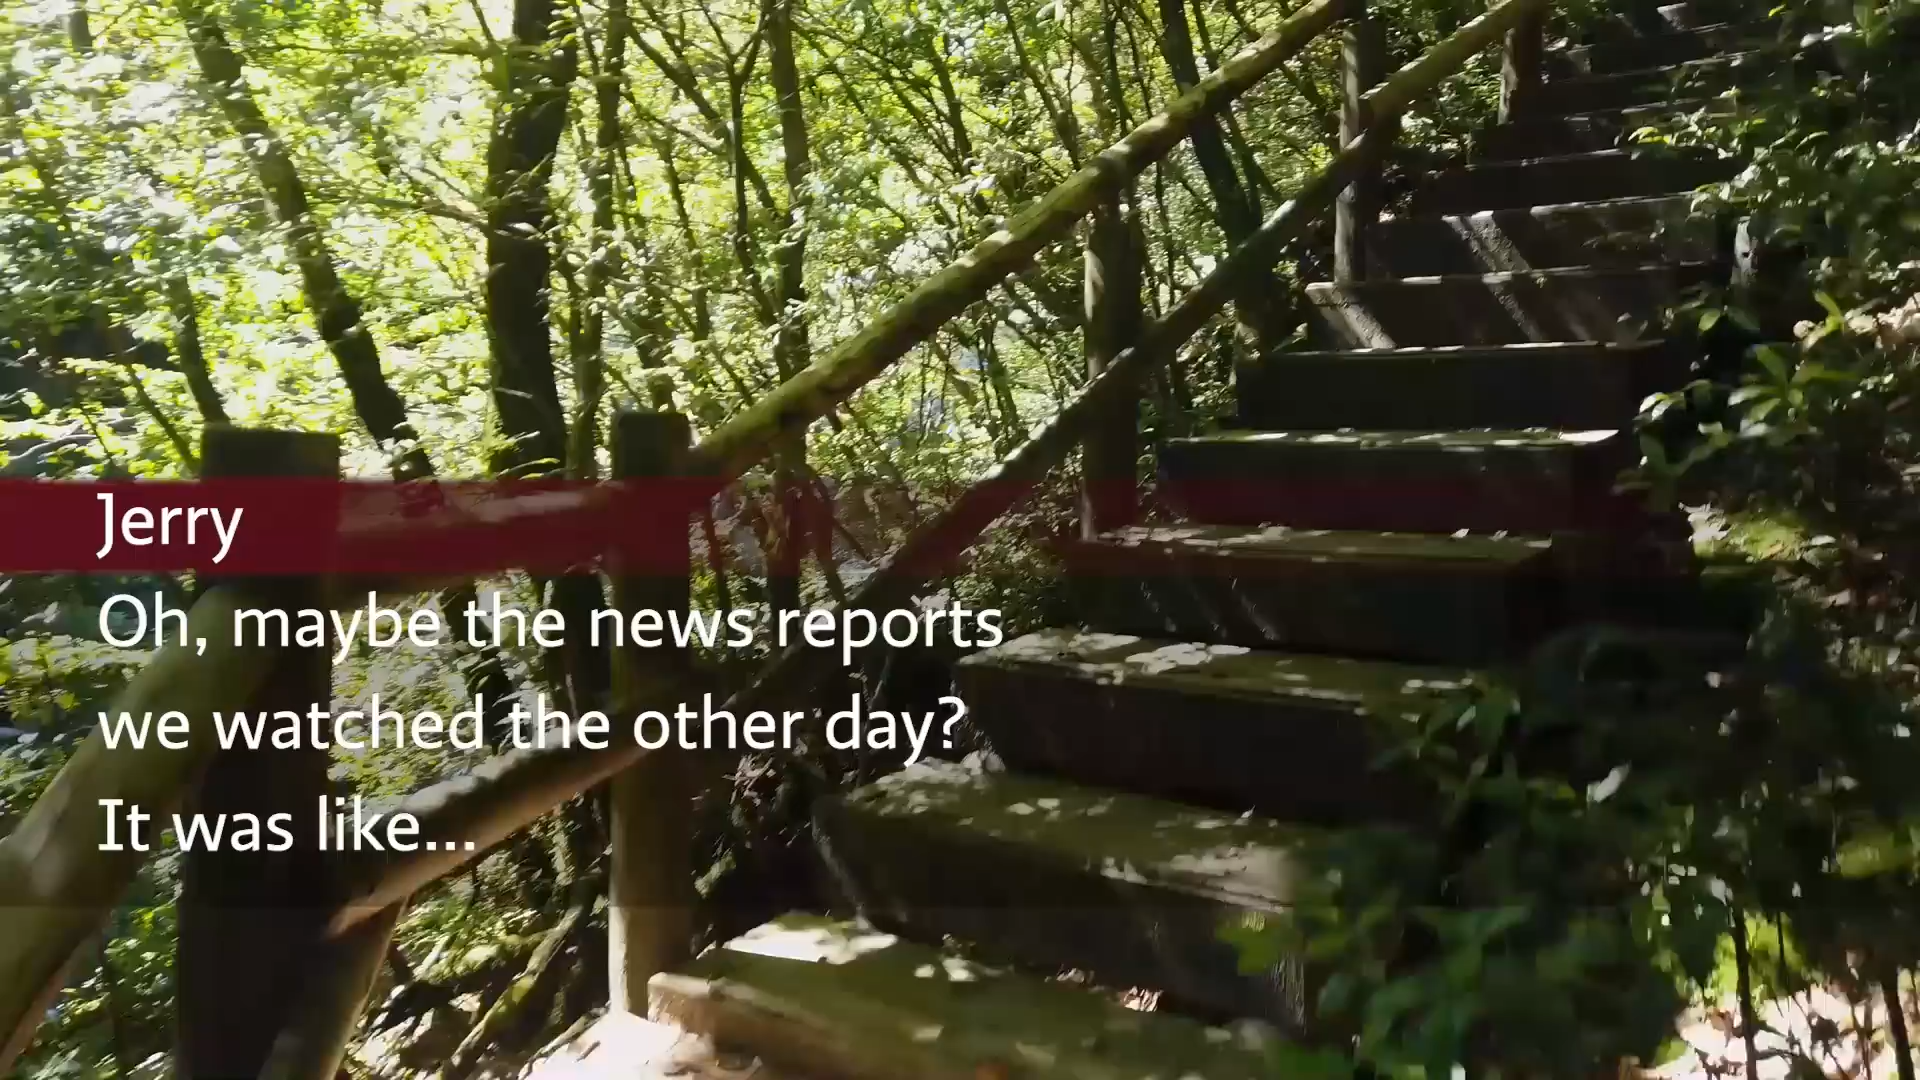 Jerry
Oh, maybe the news reports
we watched the other day?
It was like...